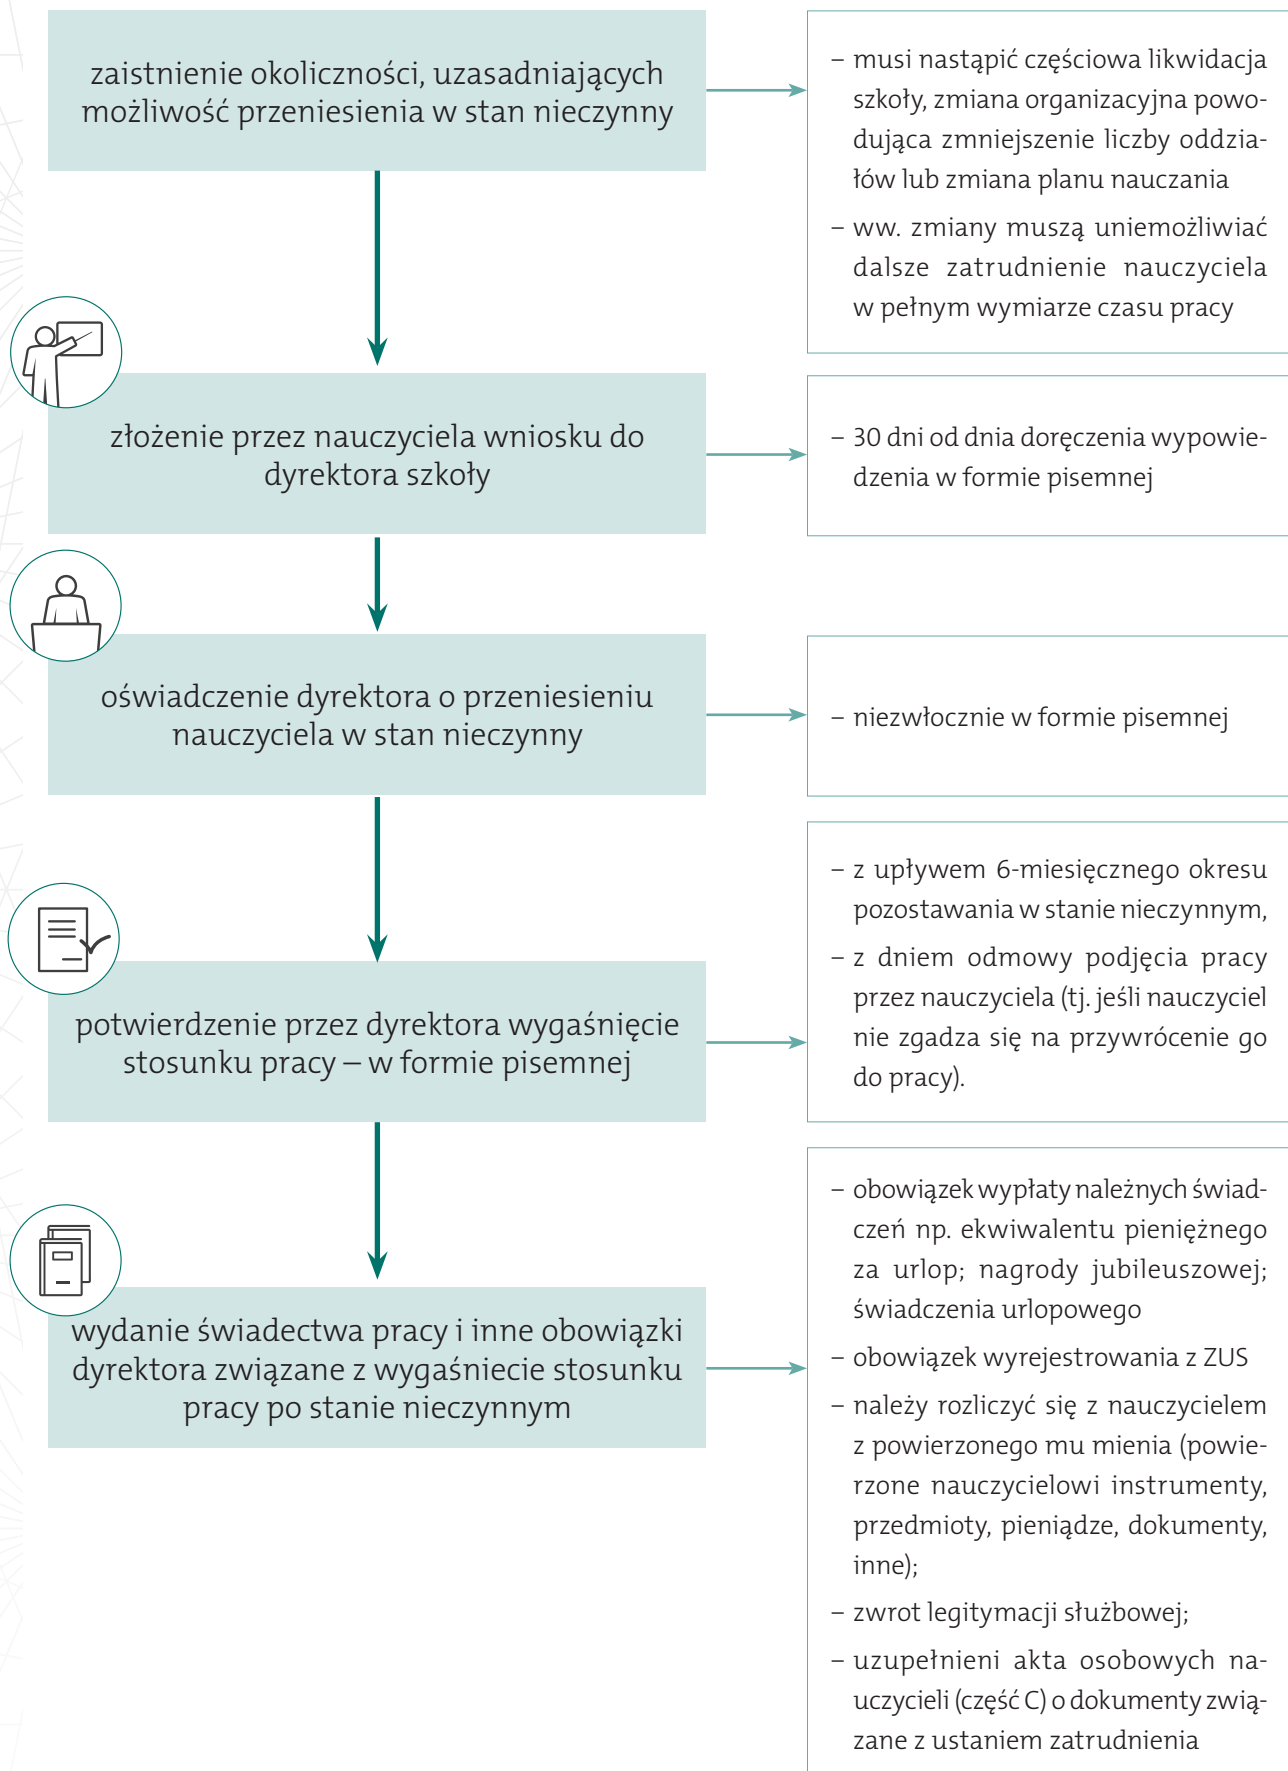 zaistnienie okoliczności, uzasadniających
możliwość przeniesienia w stan nieczynny
– musi nastąpić częściowa likwidacja
szkoły, zmiana organizacyjna powo-
dująca zmniejszenie liczby oddzia-
łów lub zmiana planu nauczania
– ww. zmiany muszą uniemożliwiać
dalsze zatrudnienie nauczyciela
w pełnym wymiarze czasu pracy
złożenie przez nauczyciela wniosku do
dyrektora szkoły
– 30 dni od dnia doręczenia wypowie-
dzenia w formie pisemnej
oświadczenie dyrektora o przeniesieniu
nauczyciela w stan nieczynny
– niezwłocznie w formie pisemnej
potwierdzenie przez dyrektora wygaśnięcie
stosunku pracy – w formie pisemnej
– z upływem 6-miesięcznego okresu
pozostawania w stanie nieczynnym,
– z dniem odmowy podjęcia pracy
przez nauczyciela (tj. jeśli nauczyciel
nie zgadza się na przywrócenie go
do pracy).
wydanie świadectwa pracy i inne obowiązki
dyrektora związane z wygaśniecie stosunku
pracy po stanie nieczynnym
– obowiązek wypłaty należnych świad-
czeń np. ekwiwalentu pieniężnego
za urlop; nagrody jubileuszowej;
świadczenia urlopowego
– obowiązek wyrejestrowania z ZUS
– należy rozliczyć się z nauczycielem
z powierzonego mu mienia (powie-
rzone nauczycielowi instrumenty,
przedmioty, pieniądze, dokumenty,
inne);
– zwrot legitymacji służbowej;
– uzupełnieni akta osobowych na-
uczycieli (część C) o dokumenty zwią-
zane z ustaniem zatrudnienia